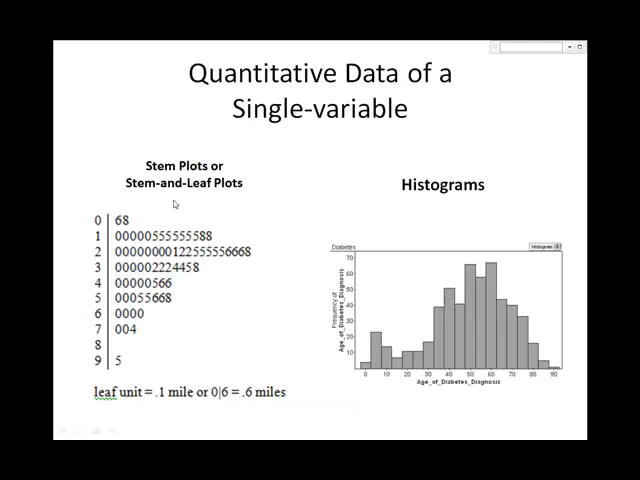 Quantitative Data of a
Single-variable
Stem Plots or
Stem-and-Leaf Plots
0 68
1 00000555555588
2 00000000122555556668
3 000002224458
4 00000566
5 00055668
6 0000
7 004
8
9 5
leaf unit = .1 mile or 0|6 = .6 miles
Histograms
Diabetes
Histogram
Frequency of
Age_of_Diabetes_Diagnosis
70
60
50
40
30
20
10
0 10 20 30 40 50 60 70 80 90
Age_of_Diabetes_Diagnosis